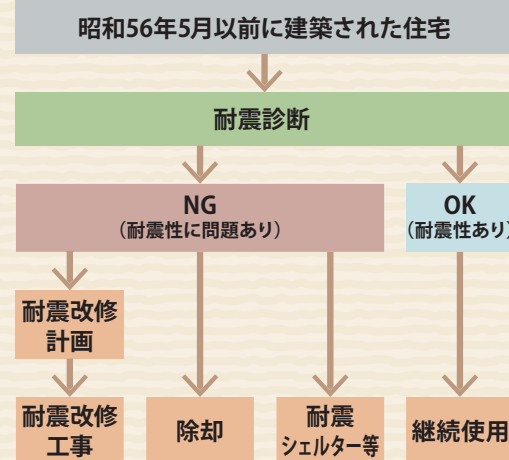 昭和56年5月以前に建築された住宅
耐震診断
NG
（耐震性に問題あり）
OK
（耐震性あり）
耐震改修
計画
耐震改修
工事
除却
耐震
シェルター等
継続使用